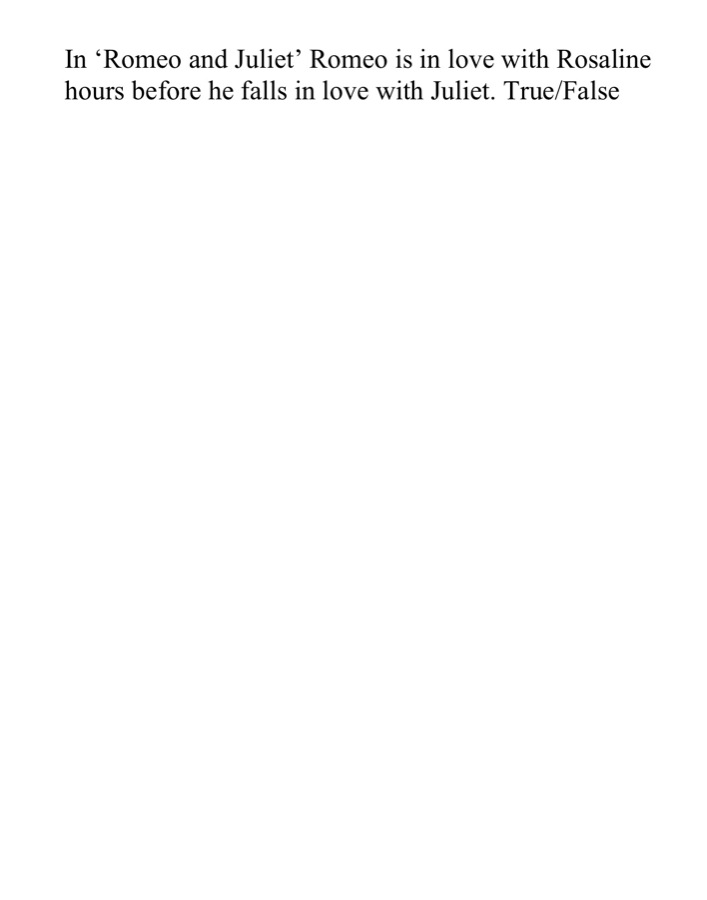 In ‘Romeo and Juliet’ Romeo is in love with Rosaline
hours before he falls in love with Juliet. True/False